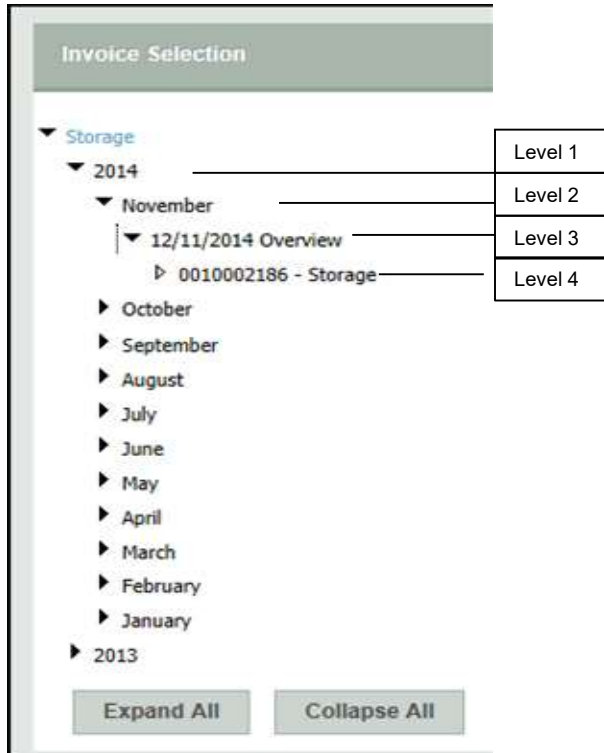 Invoice Selection
Storage
2014
Level 1
November
Level 2
12/11/2014 Overview
Level 3
0010002186 - Storage
Level 4
October
September
August
July
June
May
April
March
February
January
2013
Expand All
Collapse All